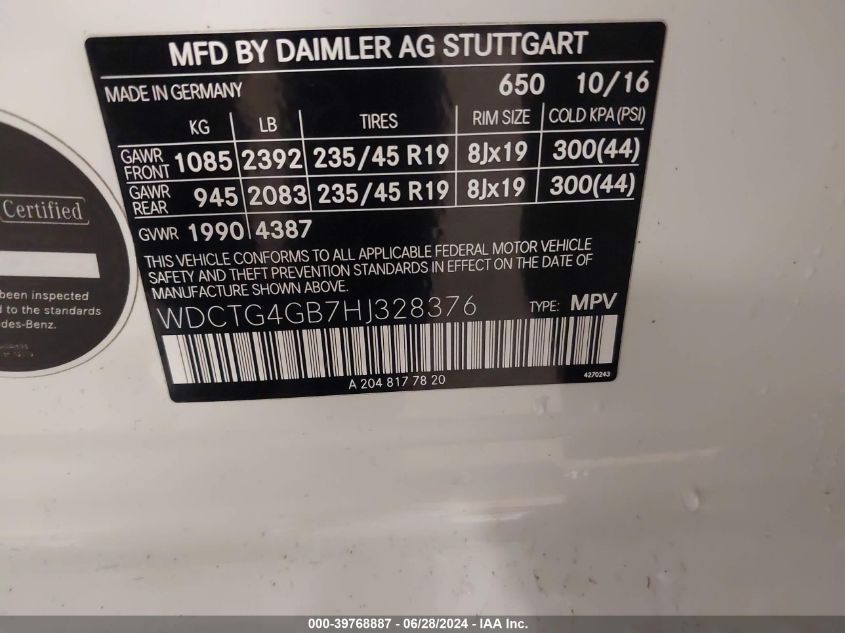 MFD BY DAIMLER AG STUTTGART
MADE IN GERMANY 650 10/16
KG LB TIRES RIM SIZE COLD KPA (PSI)
GAWR FRONT 1085 2392 235/45 R19 8Jx19 300(44)
GAWR REAR 945 2083 235/45 R19 8Jx19 300(44)
GVWR 1990 4387
THIS VEHICLE CONFORMS TO ALL APPLICABLE FEDERAL MOTOR VEHICLE
SAFETY AND THEFT PREVENTION STANDARDS IN EFFECT ON THE DATE OF
MANUFACTURE SHOWN ABOVE.
WDCTG4GB7HJ328376 TYPE: MPV
A 204 817 78 20 4270243
Certified
been inspected
d to the standards
des-Benz.
000-39768887 - 06/28/2024 - IAA Inc.